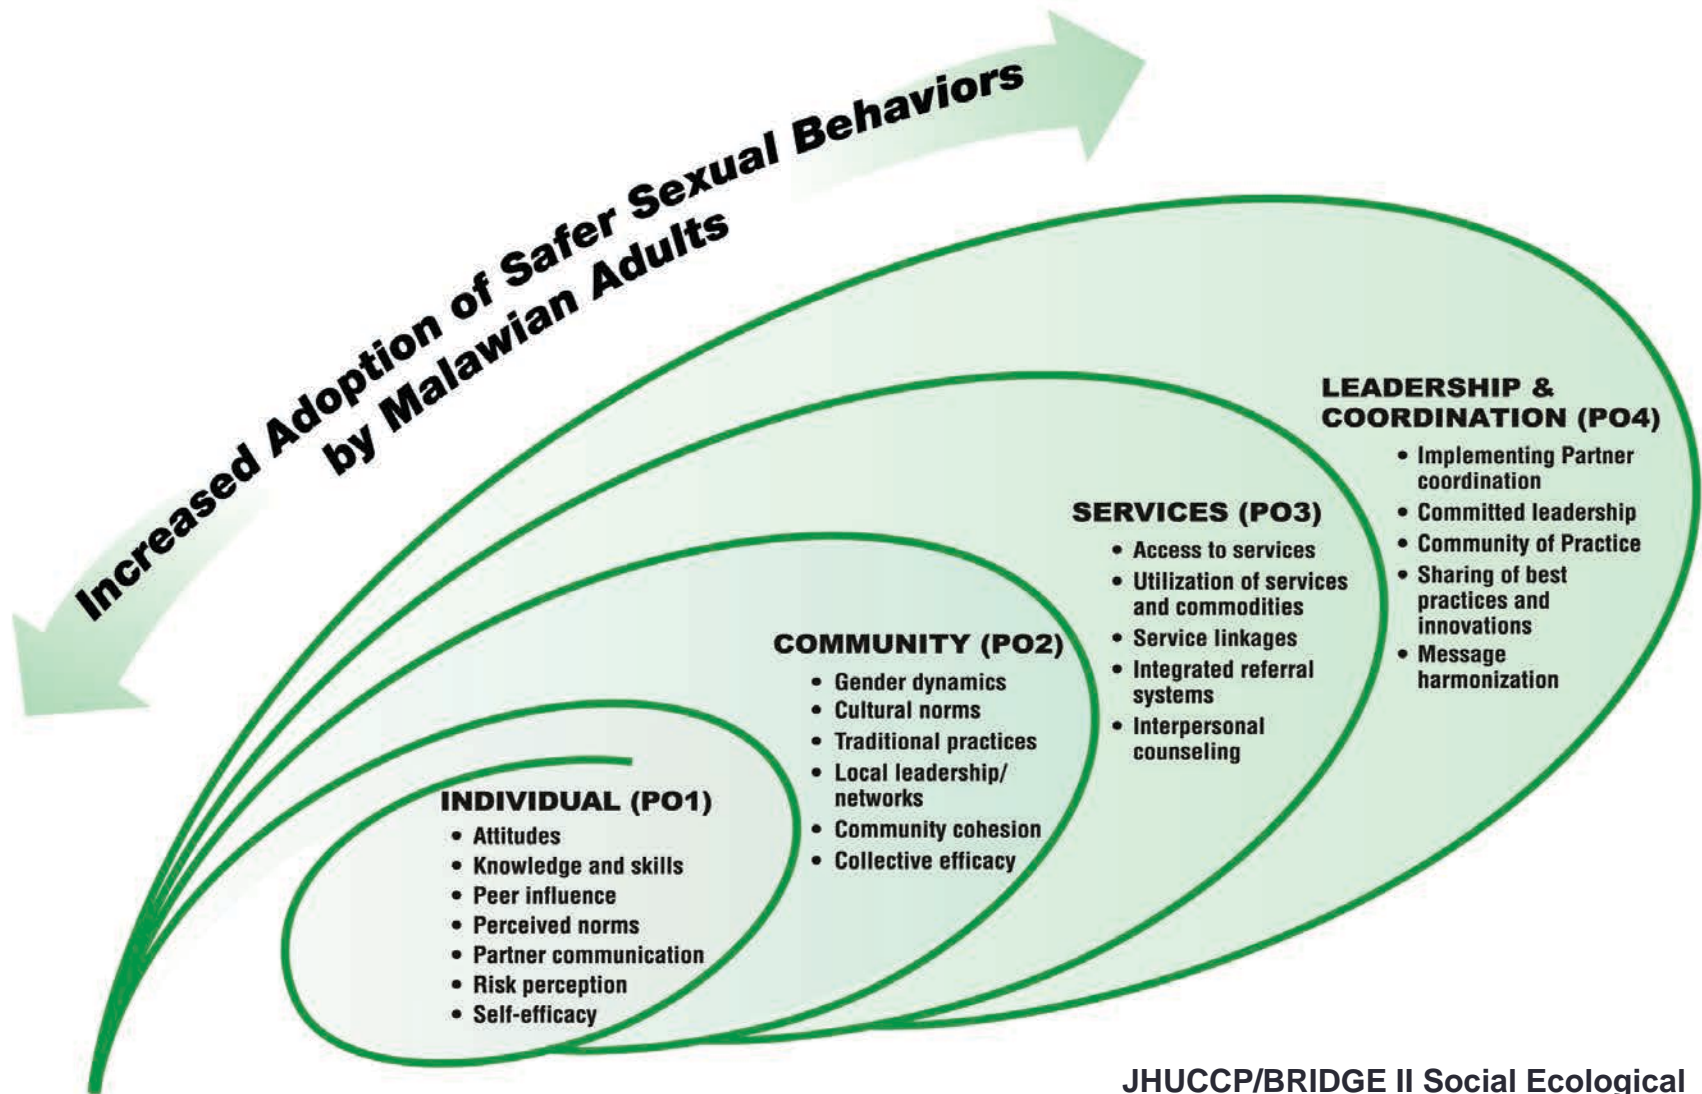 Increased Adoption of Safer Sexual Behaviors
by Malawian Adults
INDIVIDUAL (PO1)
• Attitudes
• Knowledge and skills
• Peer influence
• Perceived norms
• Partner communication
• Risk perception
• Self-efficacy
COMMUNITY (PO2)
• Gender dynamics
• Cultural norms
• Traditional practices
• Local leadership/
networks
• Community cohesion
• Collective efficacy
SERVICES (PO3)
• Access to services
• Utilization of services
and commodities
• Service linkages
• Integrated referral
systems
• Interpersonal
counseling
LEADERSHIP &
COORDINATION (PO4)
• Implementing Partner
coordination
• Committed leadership
• Community of Practice
• Sharing of best
practices and
innovations
• Message
harmonization
JHUCCP/BRIDGE II Social Ecological